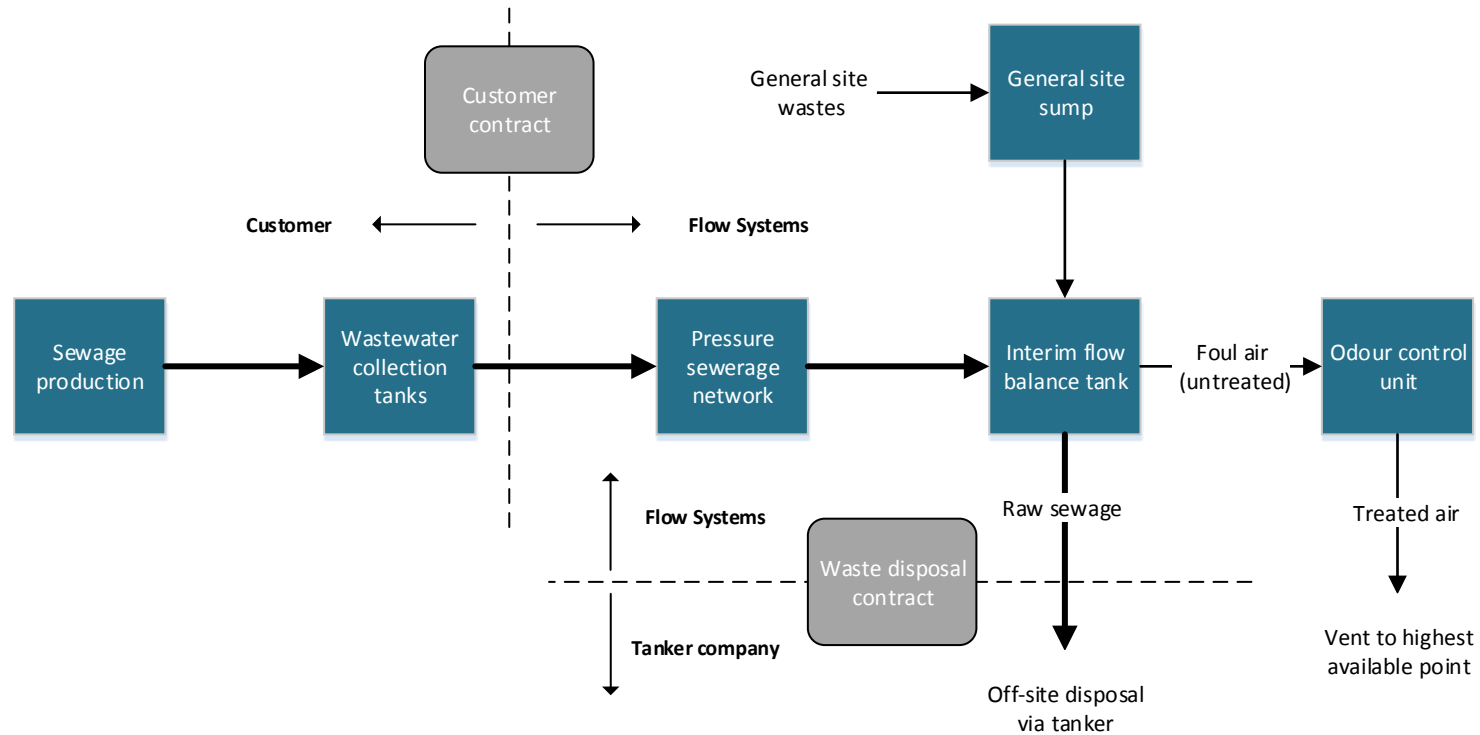 Customer
contract
General site
wastes
General site
sump
Customer
Flow Systems
Sewage
production
Wastewater
collection
tanks
Pressure
sewerage
network
Interim flow
balance tank
Foul air
(untreated)
Odour control
unit
Flow Systems
Raw sewage
Treated air
Waste disposal
contract
Tanker company
Vent to highest
available point
Off-site disposal
via tanker